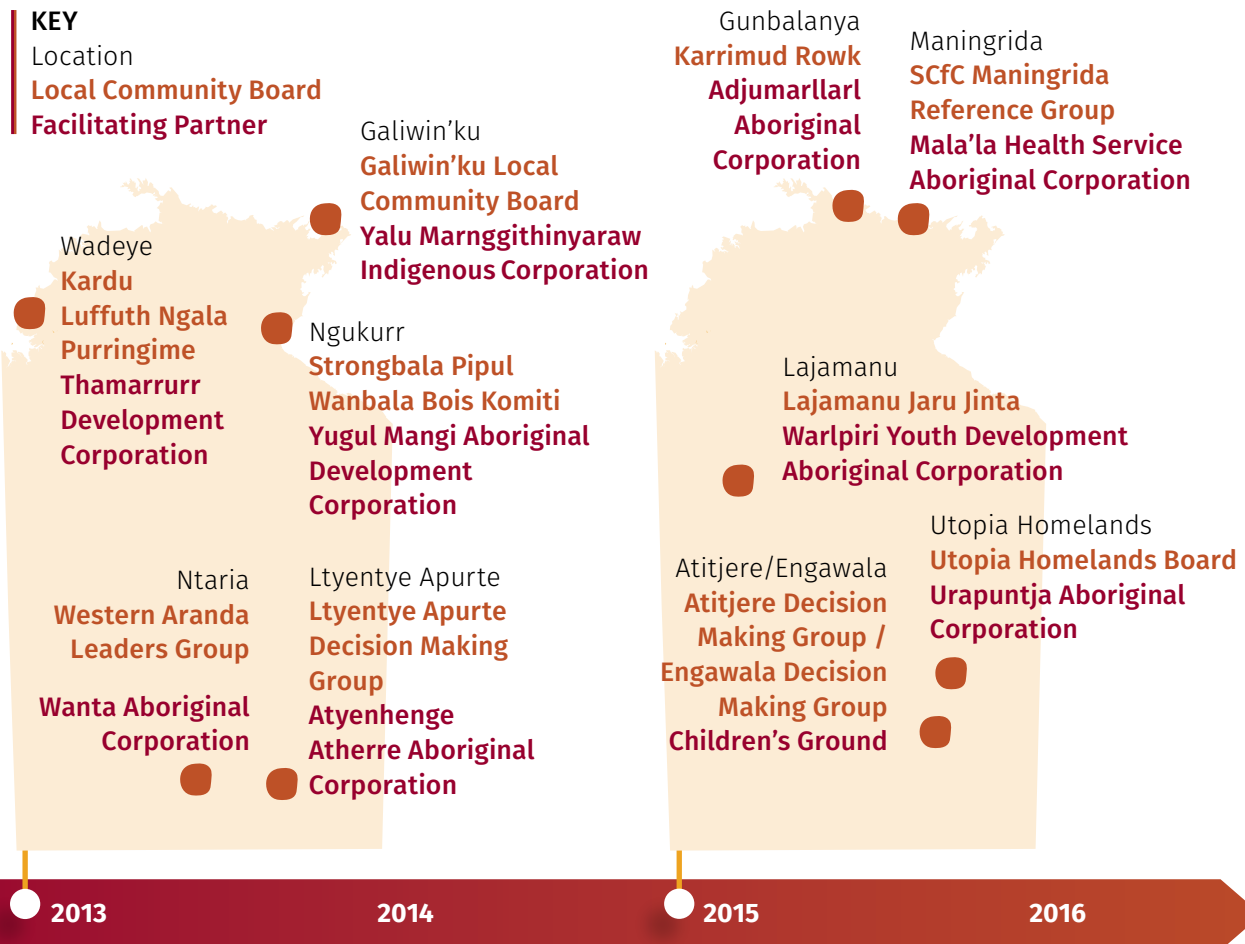 KEY
Location
Local Community Board
Facilitating Partner
Galiwin’ku
Galiwin’ku Local
Community Board
Yalu Marnggithinyaraw
Indigenous Corporation
Wadeye
Kardu
Luffuth Ngala
Purringime
Thamarrurr
Development
Corporation
Ngukurr
Strongbala Pipul
Wanbala Bois Komiti
Yugul Mangi Aboriginal
Development
Corporation
Ntaria
Western Aranda
Leaders Group
Wanta Aboriginal
Corporation
Ltyentye Apurte
Ltyentye Apurte
Decision Making
Group
Atyenhenge
Atherre Aboriginal
Corporation
Gunbalanya
Karrimud Rowk
Adjumarllarl
Aboriginal
Corporation
Maningrida
SCfC Maningrida
Reference Group
Mala’la Health Service
Aboriginal Corporation
Lajamanu
Lajamanu Jaru Jinta
Warlpiri Youth Development
Aboriginal Corporation
Atitjere/Engawala
Atitjere Decision
Making Group /
Engawala Decision
Making Group
Children’s Ground
Utopia Homelands
Utopia Homelands Board
Urapuntja Aboriginal
Corporation
2013
2014
2015
2016